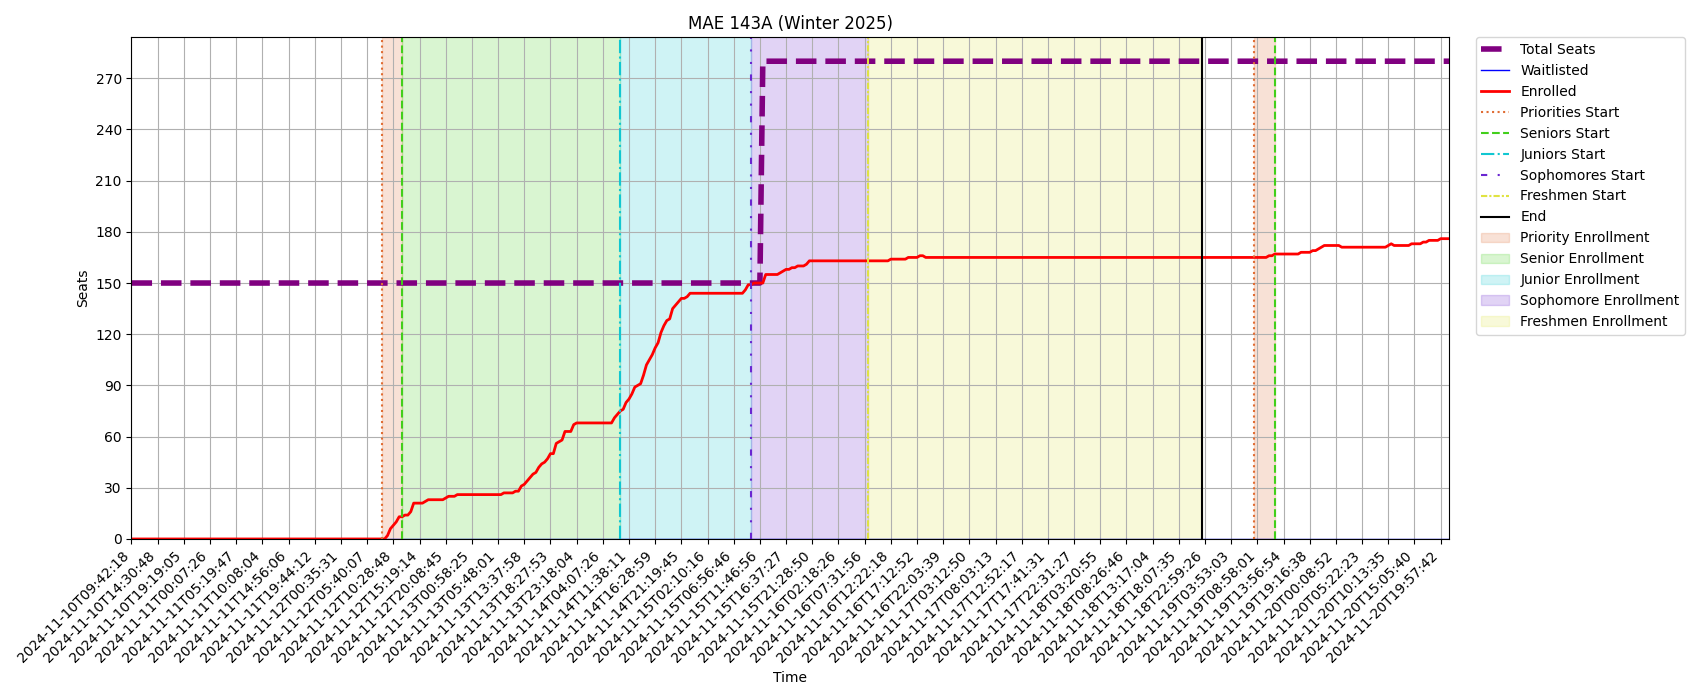 MAE 143A (Winter 2025)
Seats
270
240
210
180
150
120
90
60
30
0
2024-11-10T09:42:18
2024-11-10T14:30:48
2024-11-10T19:19:05
2024-11-11T00:07:26
2024-11-11T05:19:47
2024-11-11T10:08:04
2024-11-11T14:56:06
2024-11-11T19:44:12
2024-11-12T00:35:31
2024-11-12T05:40:07
2024-11-12T10:28:48
2024-11-12T15:19:14
2024-11-12T20:08:45
2024-11-13T00:58:25
2024-11-13T05:48:01
2024-11-13T13:37:58
2024-11-13T18:27:53
2024-11-13T23:18:04
2024-11-14T04:07:26
2024-11-14T11:38:11
2024-11-14T16:28:59
2024-11-14T21:19:45
2024-11-15T02:10:16
2024-11-15T06:56:46
2024-11-15T11:46:56
2024-11-15T16:37:27
2024-11-15T21:28:50
2024-11-16T02:18:26
2024-11-16T07:31:56
2024-11-16T12:22:18
2024-11-16T17:12:52
2024-11-16T22:03:39
2024-11-17T03:12:50
2024-11-17T08:03:13
2024-11-17T12:52:17
2024-11-17T17:41:31
2024-11-17T22:31:27
2024-11-18T03:20:55
2024-11-18T08:26:46
2024-11-18T13:17:04
2024-11-18T18:07:35
2024-11-18T22:59:26
2024-11-19T03:53:03
2024-11-19T08:58:01
2024-11-19T13:56:54
2024-11-19T19:16:38
2024-11-20T00:08:52
2024-11-20T05:22:23
2024-11-20T10:13:35
2024-11-20T15:05:40
2024-11-20T19:57:42
Time
Total Seats
Waitlisted
Enrolled
Priorities Start
Seniors Start
Juniors Start
Sophomores Start
Freshmen Start
End
Priority Enrollment
Senior Enrollment
Junior Enrollment
Sophomore Enrollment
Freshmen Enrollment